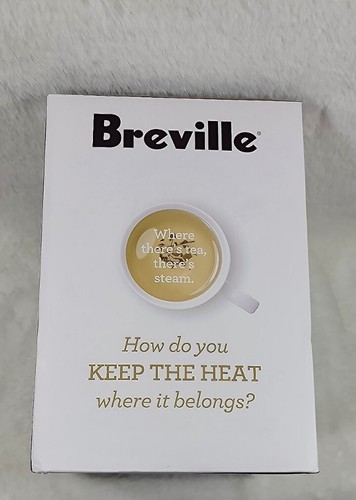 Breville®
Where
there's tea,
there's
steam.
How do you
KEEP THE HEAT
where it belongs?